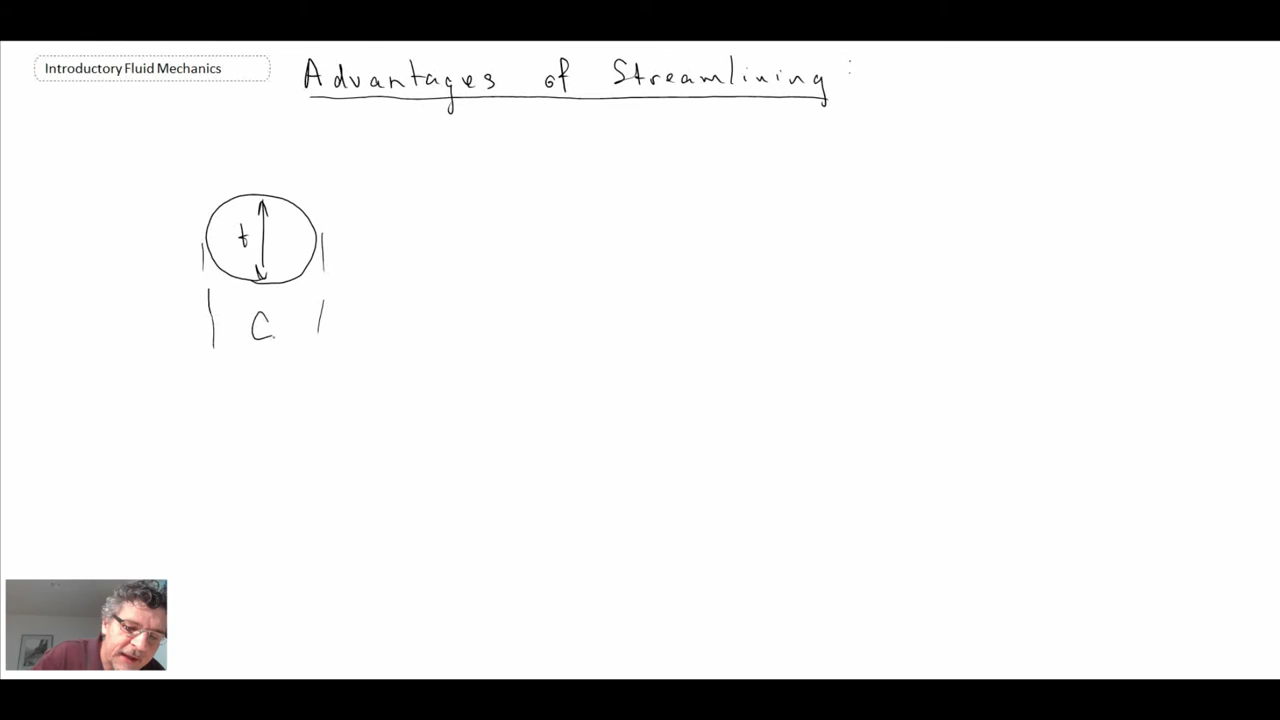 Introductory Fluid Mechanics
Advantages of Streamlining :
t
C